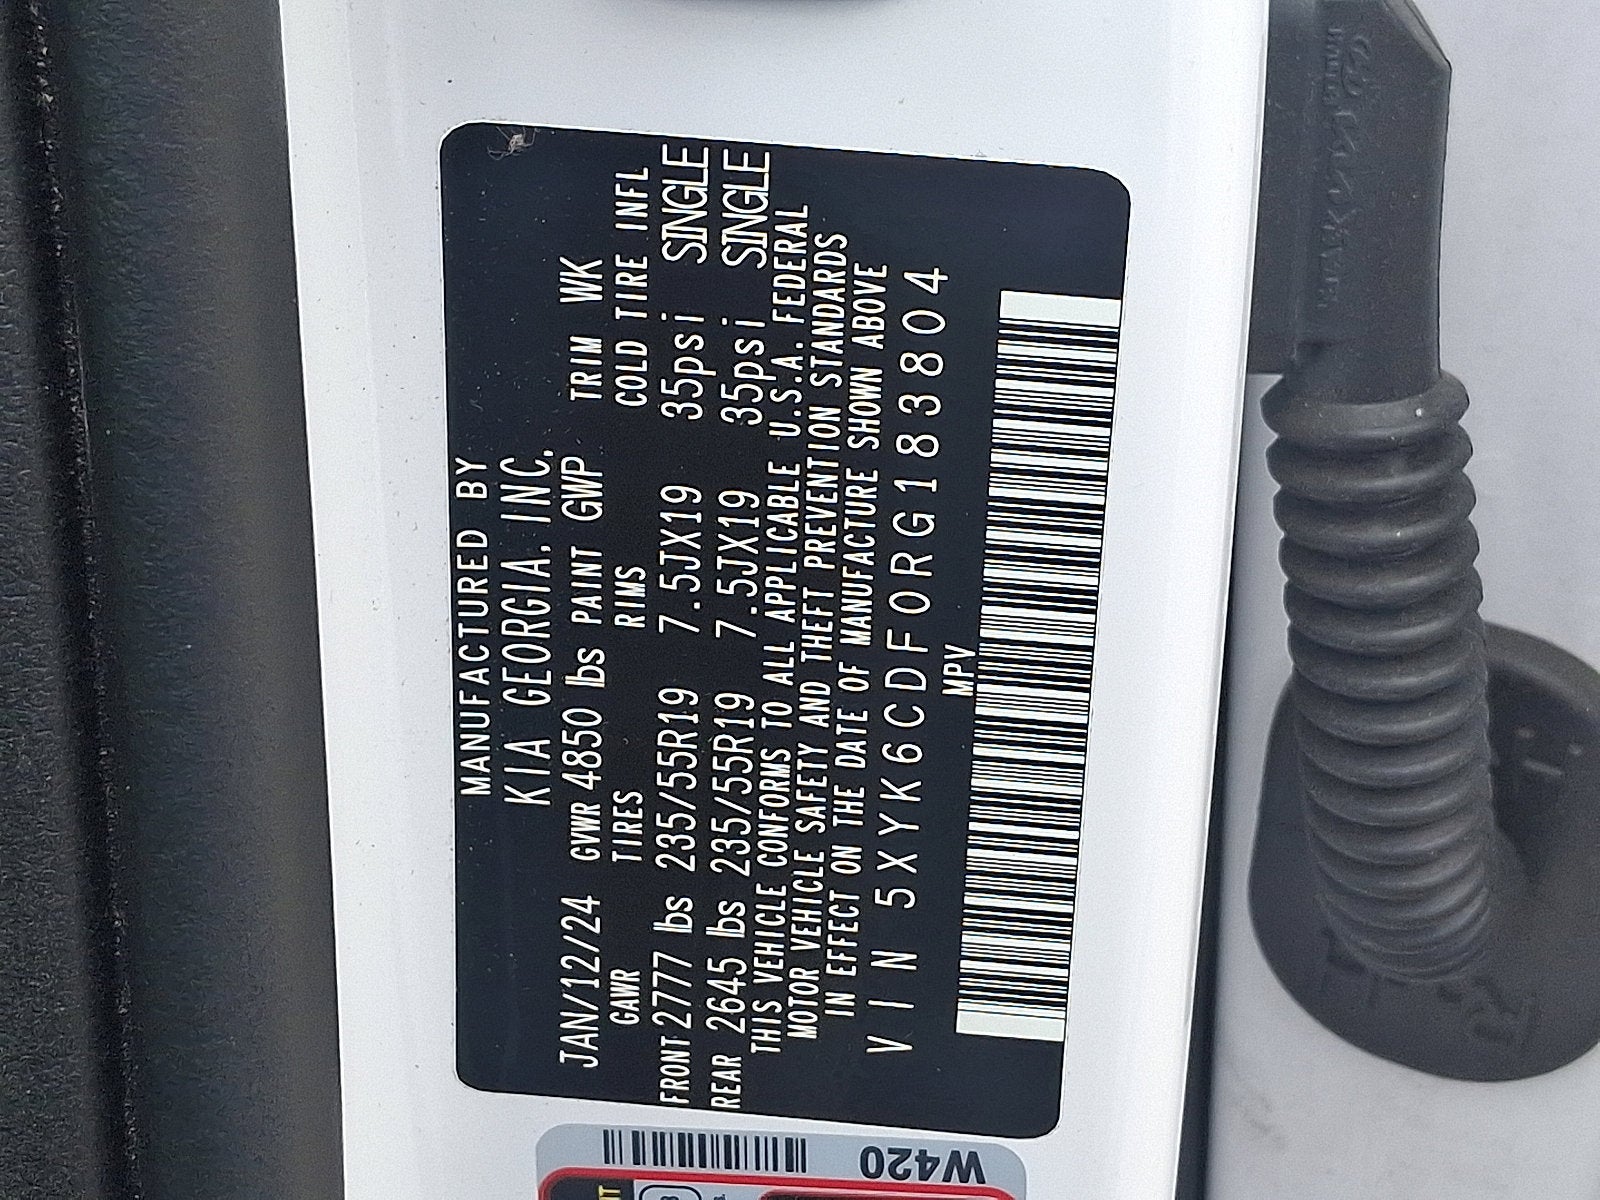 MANUFACTURED BY
KIA GEORGIA, INC.
JAN/12/24 GVWR 4850 lbs PAINT GWP TRIM WK
GAWR TIRES RIMS COLD TIRE INFL
FRONT 2777 lbs 235/55R19 7.5JX19 35psi SINGLE
REAR 2645 lbs 235/55R19 7.5JX19 35psi SINGLE
THIS VEHICLE CONFORMS TO ALL APPLICABLE U.S.A. FEDERAL
MOTOR VEHICLE SAFETY AND THEFT PREVENTION STANDARDS
IN EFFECT ON THE DATE OF MANUFACTURE SHOWN ABOVE
VIN 5XYK6CDF0RG183804
MPV
W420